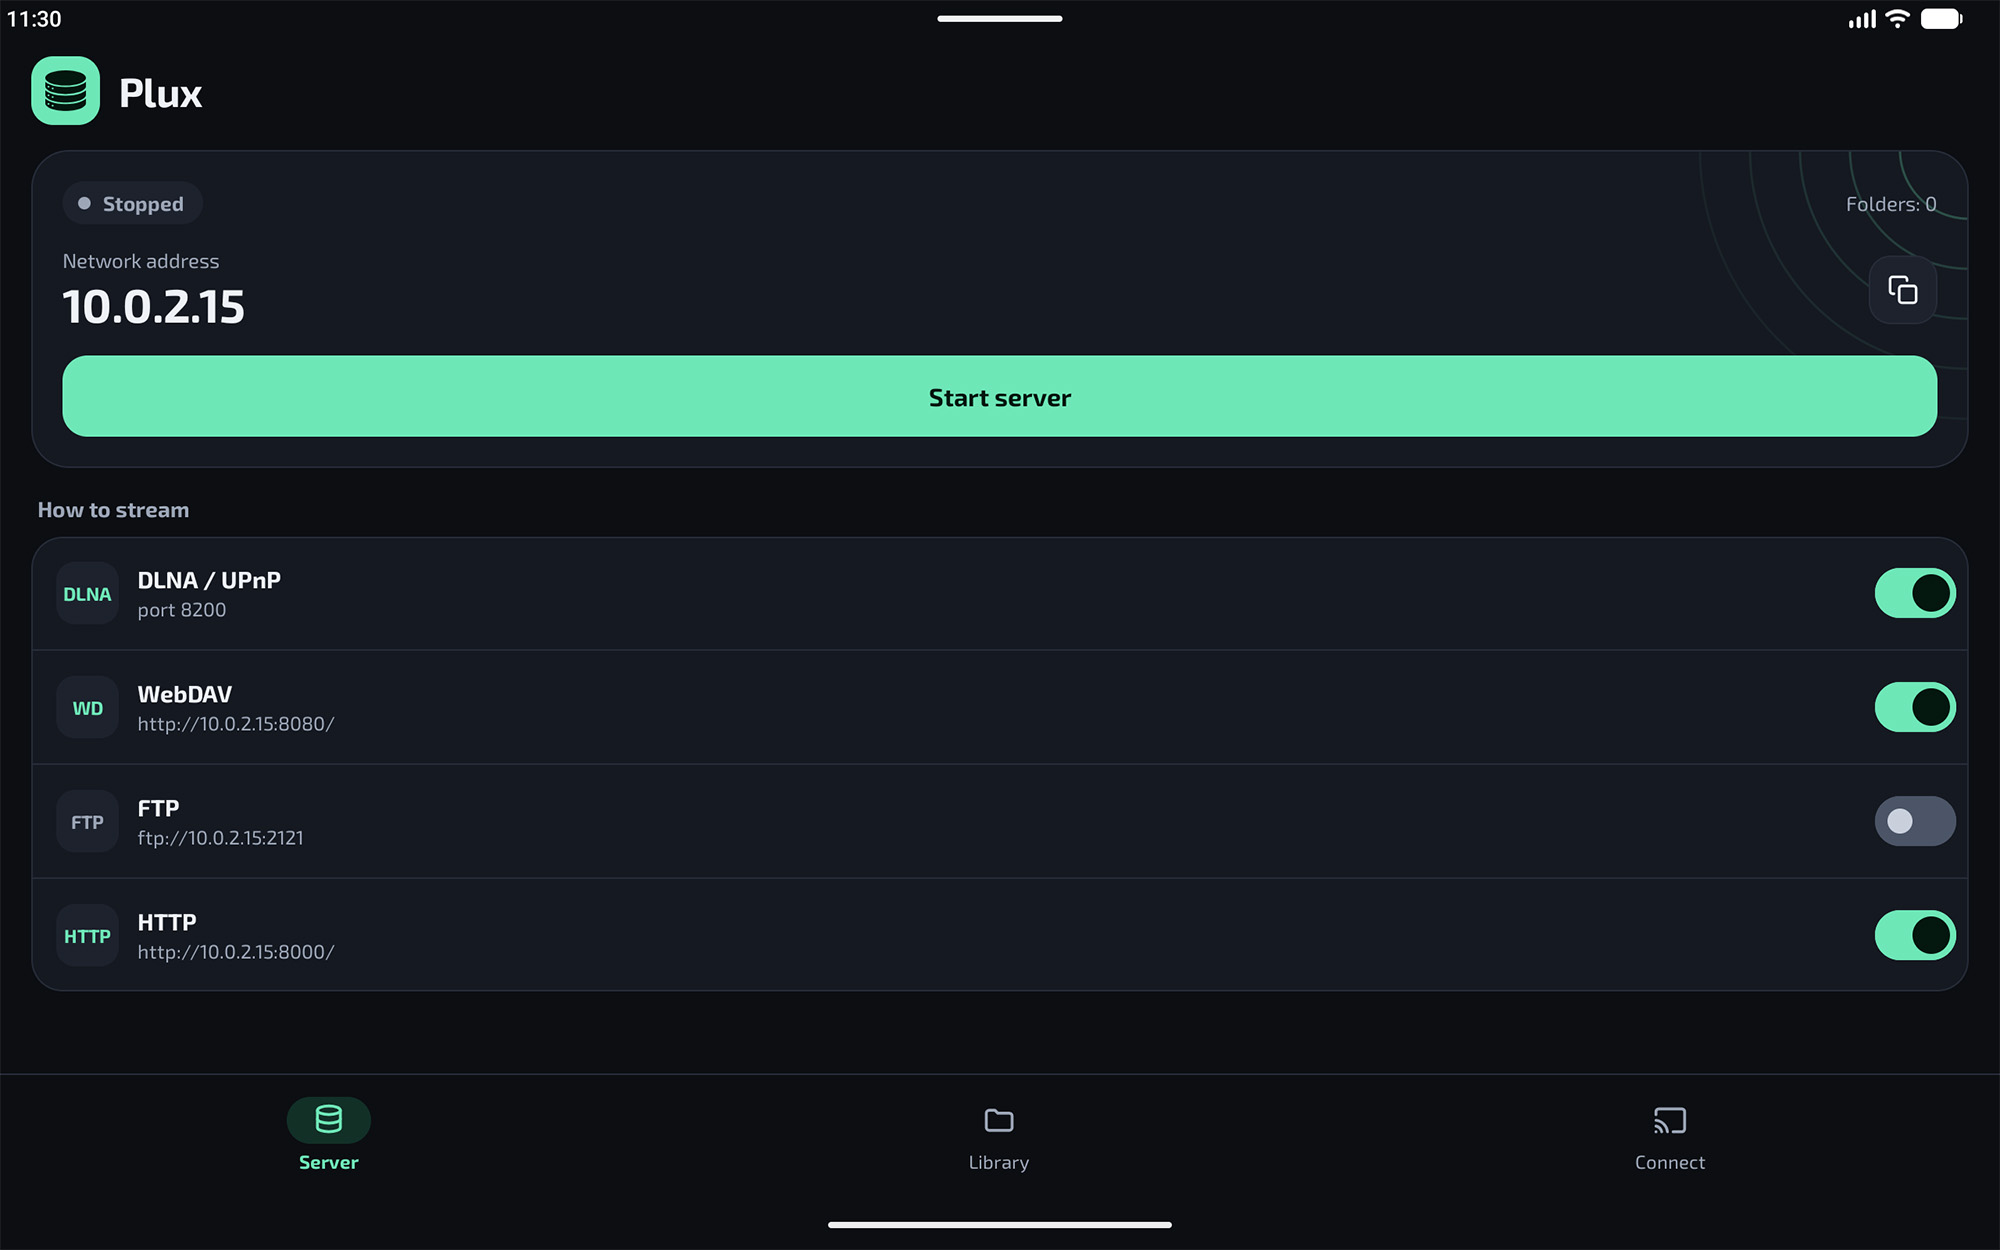 11:30
Plux
Stopped
Folders: 0
Network address
10.0.2.15
Start server
How to stream
DLNA
DLNA / UPnP
port 8200
WD
WebDAV
http://10.0.2.15:8080/
FTP
FTP
ftp://10.0.2.15:2121
HTTP
HTTP
http://10.0.2.15:8000/
Server
Library
Connect